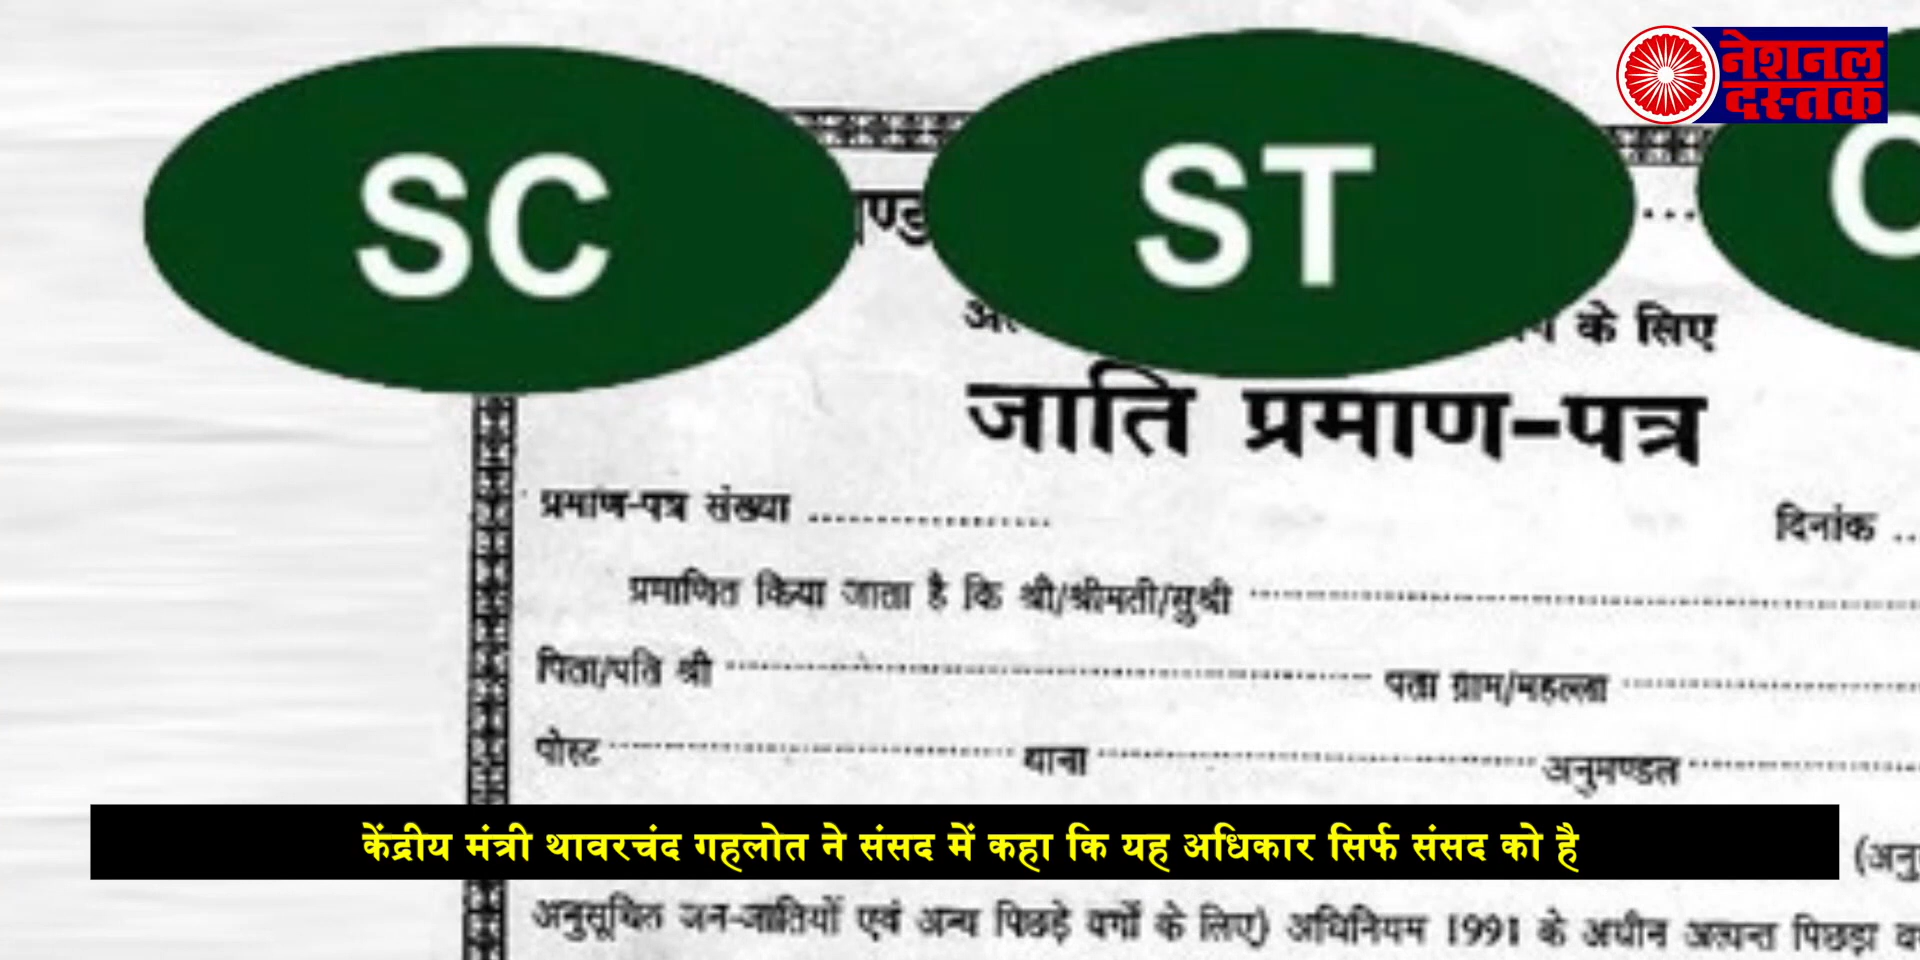 नेशनल
दस्तक
SC
ST
के लिए
जाति प्रमाण-पत्र
प्रमाण-पत्र संख्या ..................
दिनांक ..
प्रमाणित किया जाता है कि श्री/श्रीमती/सुश्री
पिता/पति श्री
पता ग्राम/महल्ला
पोस्ट
थाना
अनुमण्डल
केंद्रीय मंत्री थावरचंद गहलोत ने संसद में कहा कि यह अधिकार सिर्फ संसद को है
अनुसूचित जन-जातियों एवं अन्य पिछड़े वर्गों के लिए) अधिनियम 1991 के अधीन अत्यन्त पिछड़ा